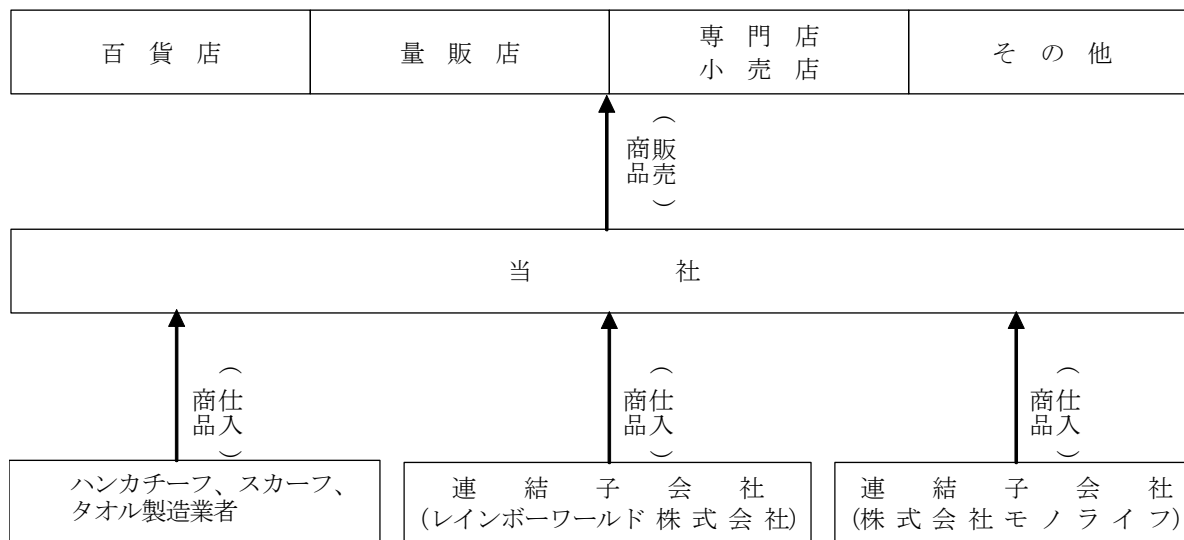 百貨店
量販店
専門店
小売店
その他
商品
(販売)
当社
商品
(仕入)
商品
(仕入)
商品
(仕入)
ハンカチーフ、スカーフ、
タオル製造業者
連結子会社
(レインボーワールド株式会社)
連結子会社
(株式会社モノライフ)